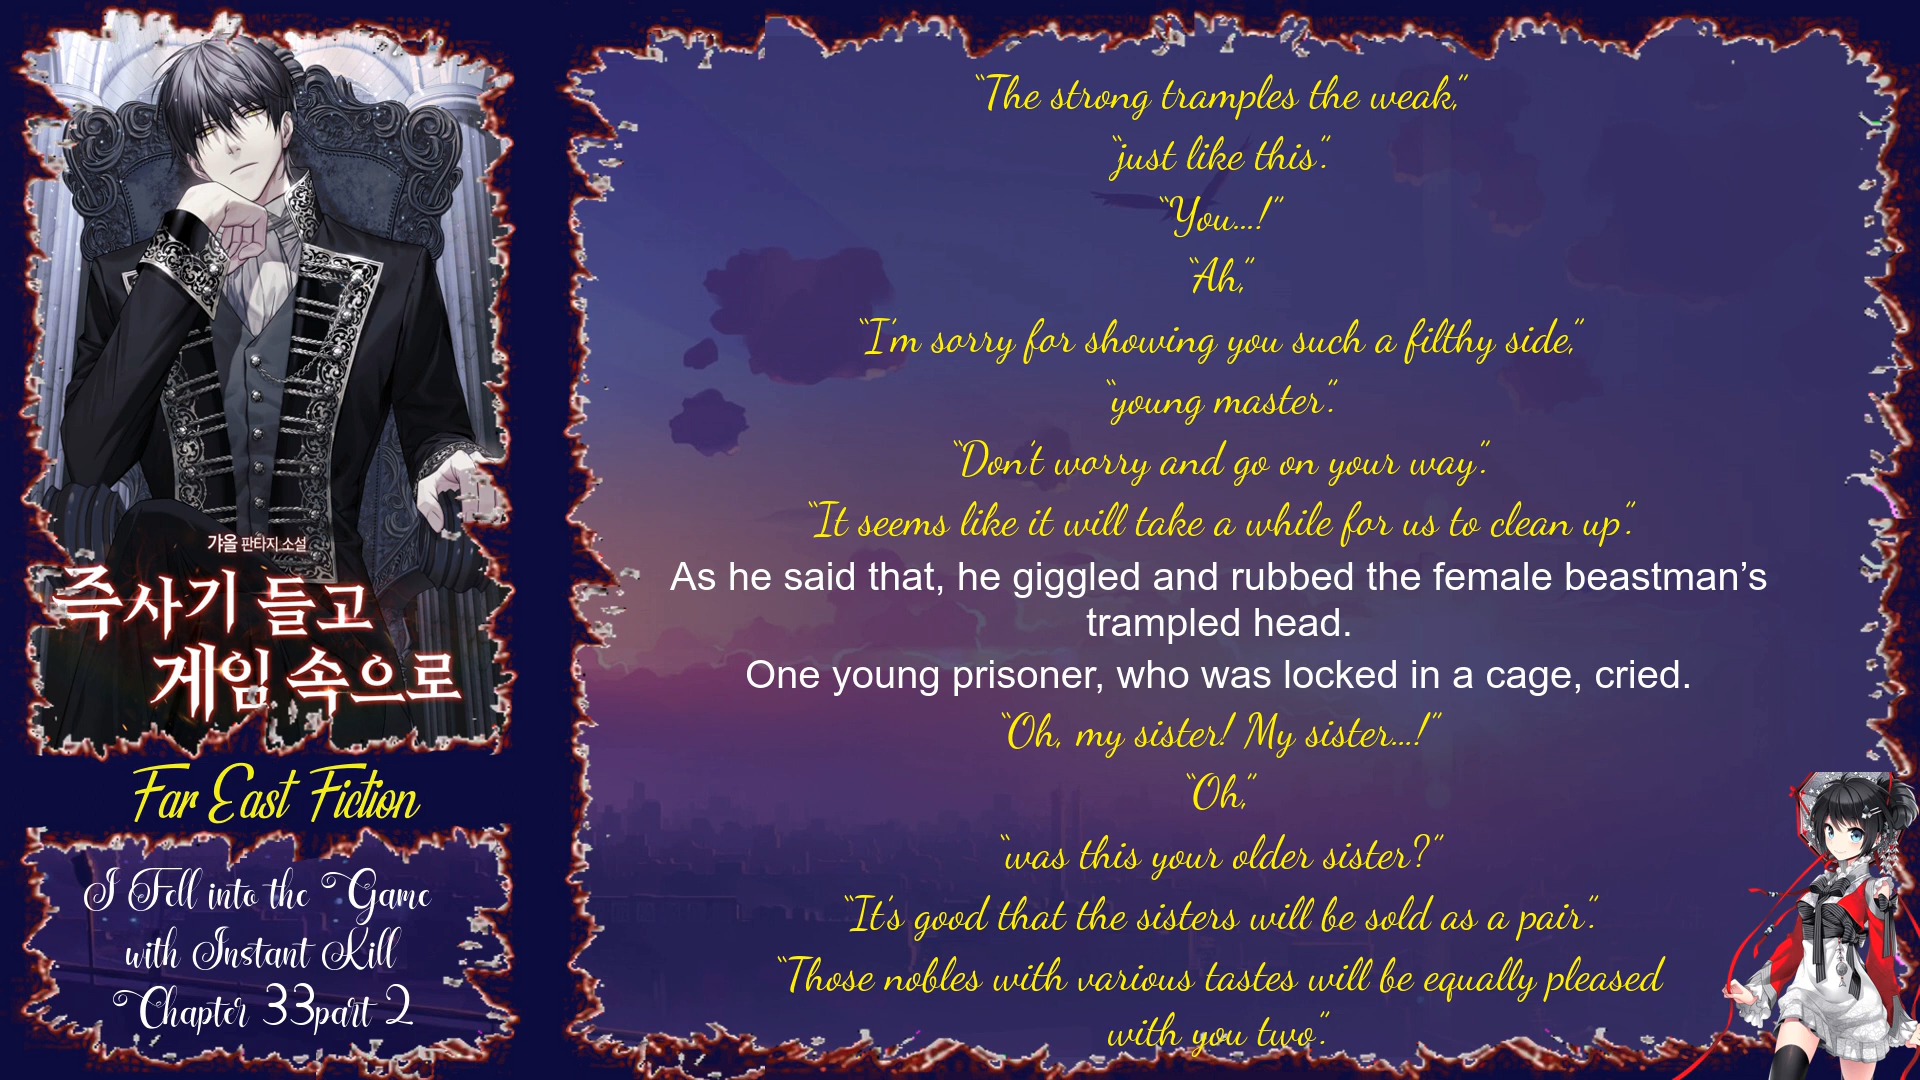 갸올 판타지 소설
즉사기 들고
게임 속으로
Far East Fiction
I Fell into the Game
with Instant Kill
Chapter 33part 2
“The strong tramples the weak,”
“just like this”.
“You...!”
“Ah,”
“I’m sorry for showing you such a filthy side,”
“young master”.
“Don’t worry and go on your way”.
“It seems like it will take a while for us to clean up”.
As he said that, he giggled and rubbed the female beastman’s
trampled head.
One young prisoner, who was locked in a cage, cried.
“Oh, my sister! My sister...!”
“Oh,”
“was this your older sister?”
“It’s good that the sisters will be sold as a pair”.
“Those nobles with various tastes will be equally pleased
with you two”.